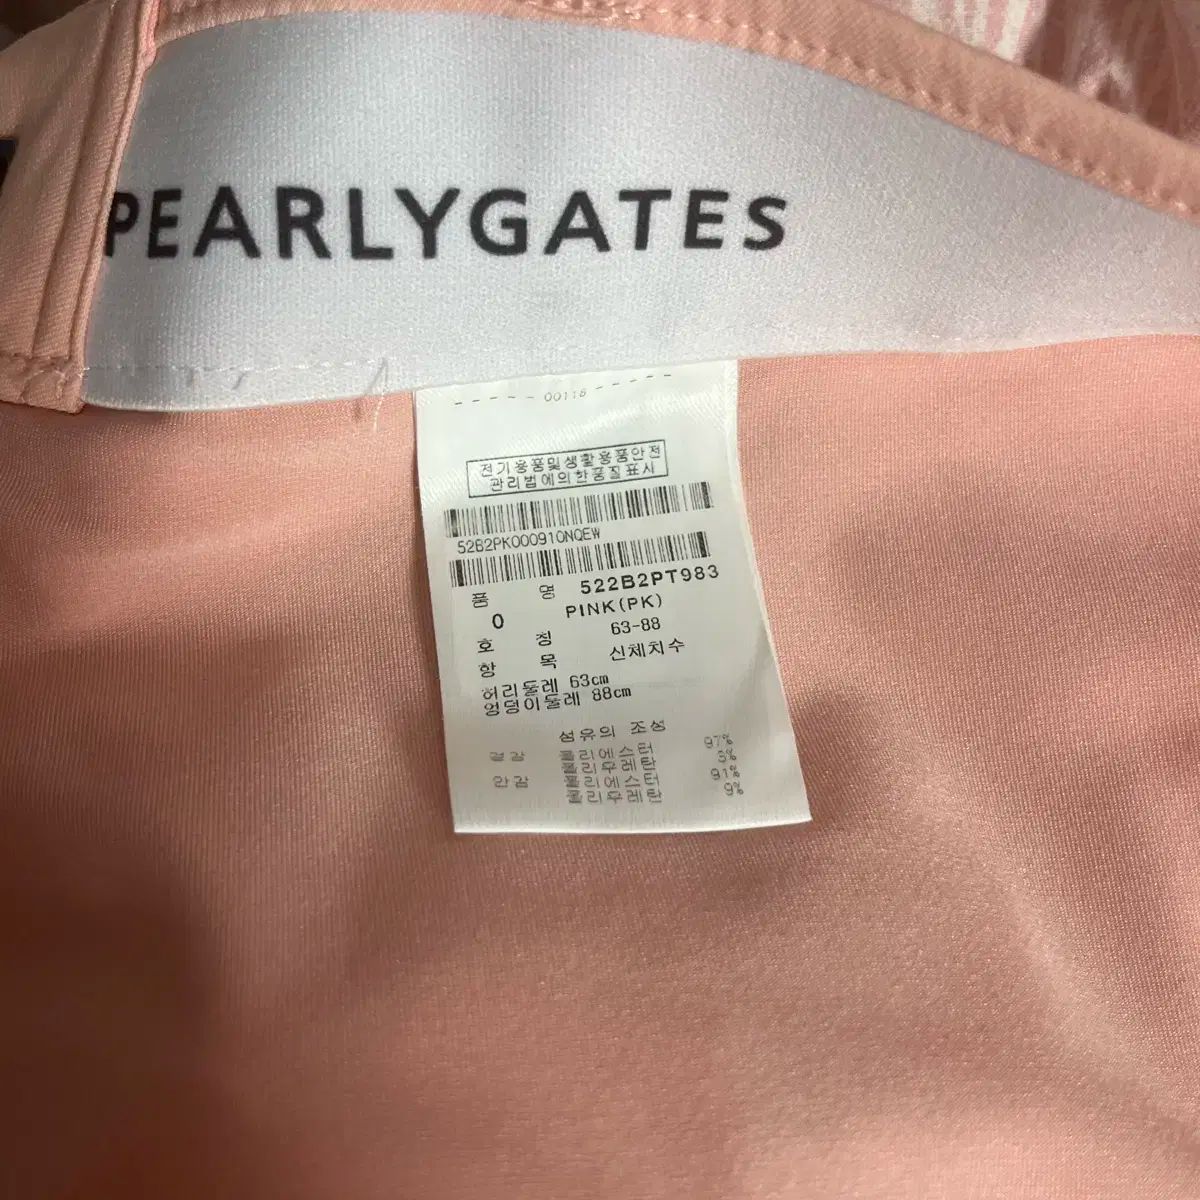 PEARLYGATES
00116
전기용품및생활용품안전
관리법에의한품질표시
52B2PK000910NQEW
품 명 522B2PT983
0 PINK(PK)
호 칭 63-88
항 목 신체치수
허리둘레 63cm
엉덩이둘레 88cm
섬유의 조성
겉감 폴리에스터 97%
폴리우레탄
안감 폴리에스터 91%
폴리우레탄 9%